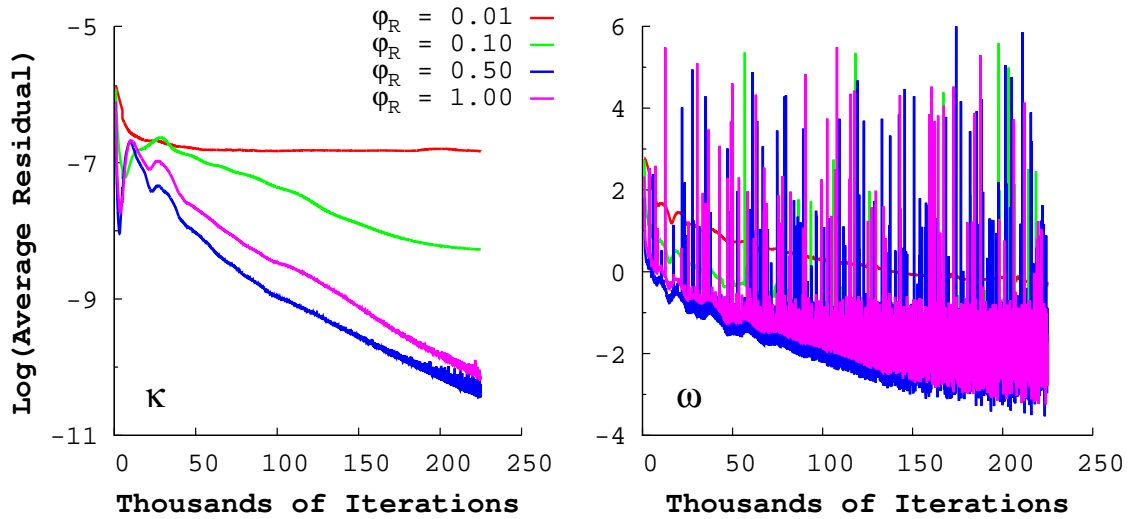 φR = 0.01
φR = 0.10
φR = 0.50
φR = 1.00
Log(Average Residual)
-5
-7
-9
-11
κ
0 50 100 150 200 250
Thousands of Iterations
6
4
2
0
-2
-4
ω
0 50 100 150 200 250
Thousands of Iterations